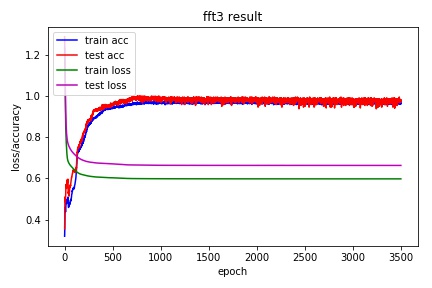 fft3 result
train acc
test acc
train loss
test loss
loss/accuracy
1.2
1.0
0.8
0.6
0.4
0
500
1000
1500
2000
2500
3000
3500
epoch